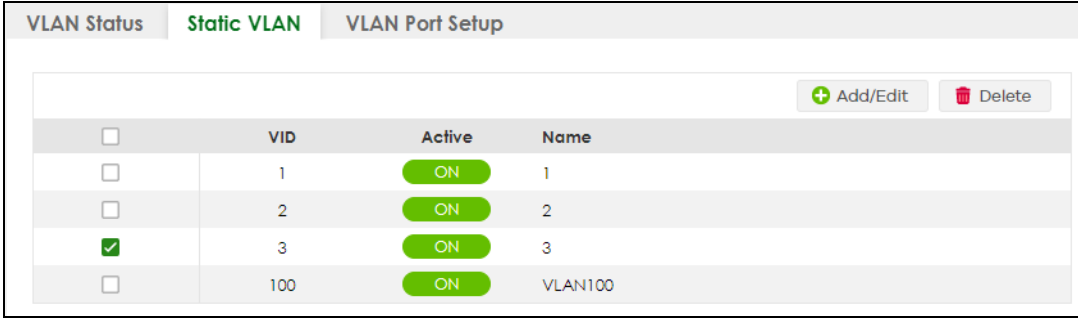 VLAN Status Static VLAN VLAN Port Setup
Add/Edit Delete
VID Active Name
1 ON 1
2 ON 2
3 ON 3
100 ON VLAN100